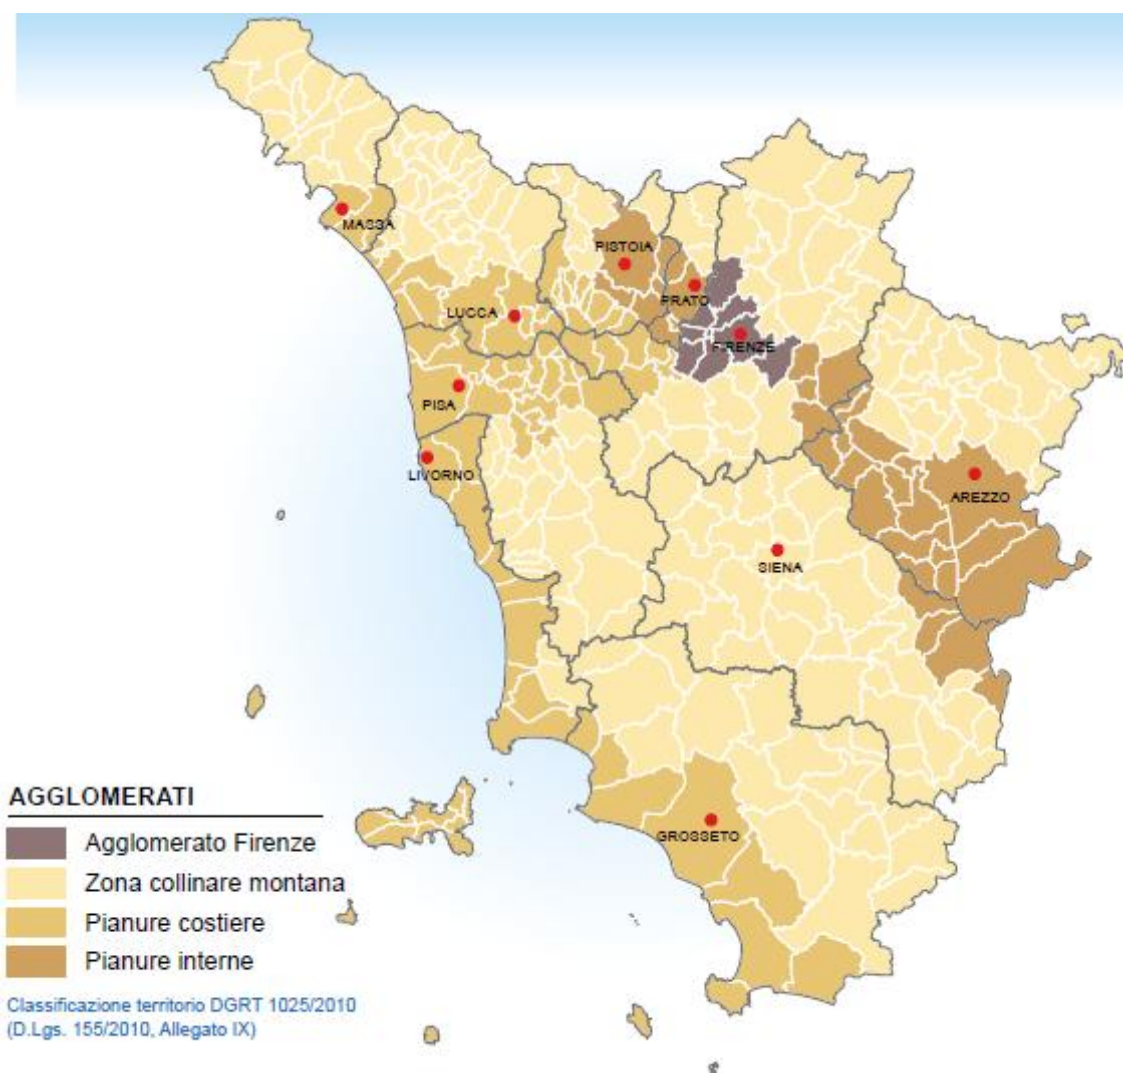 MASSA
PISTOIA
PRATO
LUCCA
FIRENZE
PISA
LIVORNO
AREZZO
SIENA
GROSSETO
AGGLOMERATI
Agglomerato Firenze
Zona collinare montana
Pianure costiere
Pianure interne
Classificazione territorio DGRT 1025/2010
(D.Lgs. 155/2010, Allegato IX)